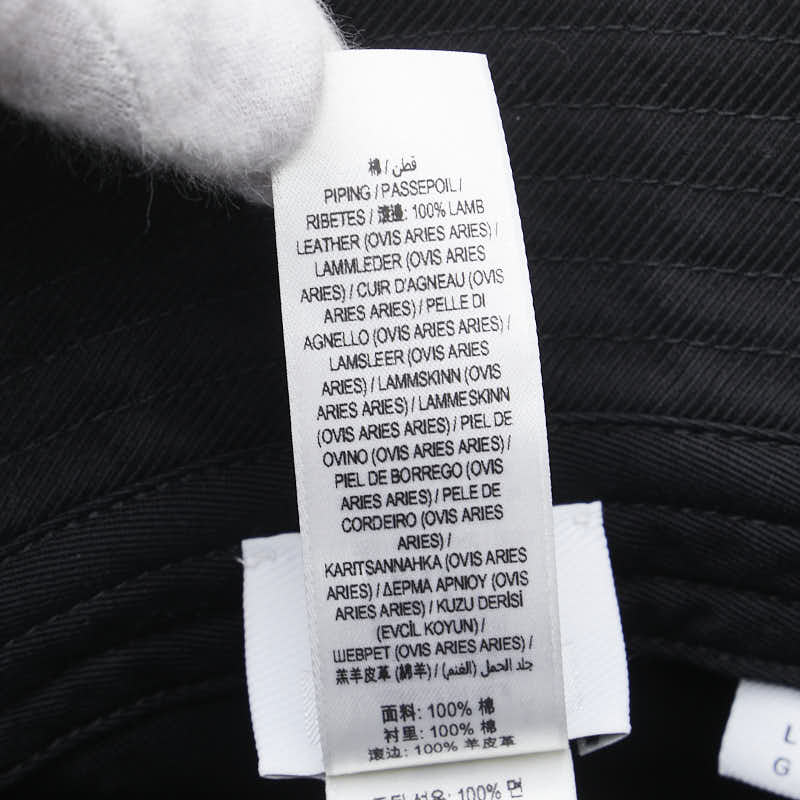 棉 / قطن
PIPING / PASSEPOIL /
RIBETES / 滾邊: 100% LAMB
LEATHER (OVIS ARIES ARIES) /
LAMMLEDER (OVIS ARIES
ARIES) / CUIR D'AGNEAU (OVIS
ARIES ARIES) / PELLE DI
AGNELLO (OVIS ARIES ARIES) /
LAMSLEER (OVIS ARIES
ARIES) / LAMMSKINN (OVIS
ARIES ARIES) / LAMMESKINN
(OVIS ARIES ARIES) / PIEL DE
OVINO (OVIS ARIES ARIES) /
PIEL DE BORREGO (OVIS
ARIES ARIES) / PELE DE
CORDEIRO (OVIS ARIES
ARIES) /
KARITSANNAHKA (OVIS ARIES
ARIES) / ΔΕΡΜΑ ΑΡΝΙΟΥ (OVIS
ARIES ARIES) / KUZU DERİSİ
(EVCİL KOYUN) /
ШЕВРЕТ (OVIS ARIES ARIES) /
羔羊皮革 (綿羊) / جلد الحمل (الغنم)
面料: 100% 棉
衬里: 100% 棉
滚边: 100% 羊皮革
100% 면
L
G